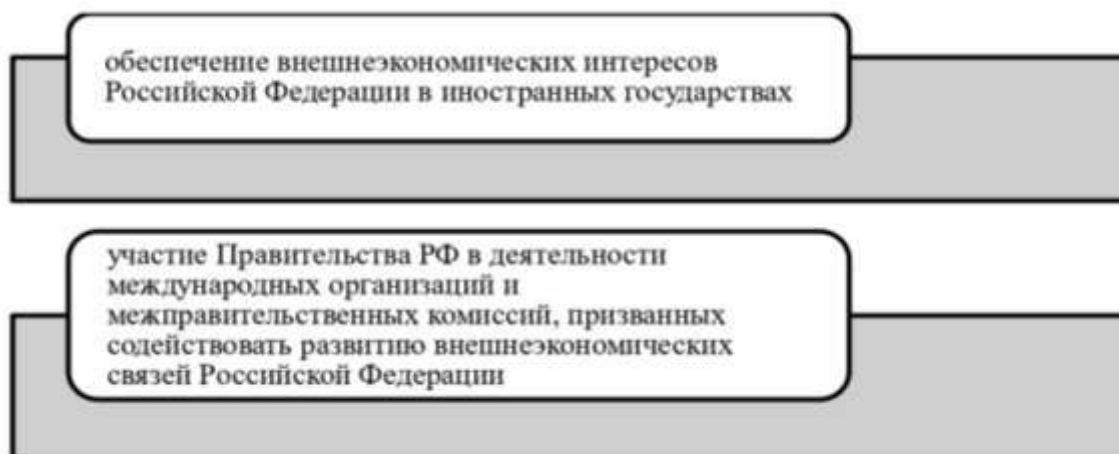 обеспечение внешнеэкономических интересов
Российской Федерации в иностранных государствах
участие Правительства РФ в деятельности
международных организаций и
межправительственных комиссий, призванных
содействовать развитию внешнеэкономических
связей Российской Федерации